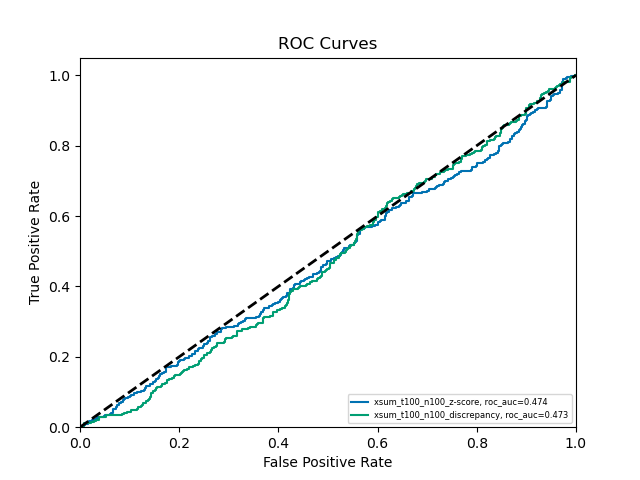 ROC Curves
1.0
0.8
0.6
0.4
0.2
0.0
True Positive Rate
0.0 0.2 0.4 0.6 0.8 1.0
False Positive Rate
xsum_t100_n100_z-score, roc_auc=0.474
xsum_t100_n100_discrepancy, roc_auc=0.473